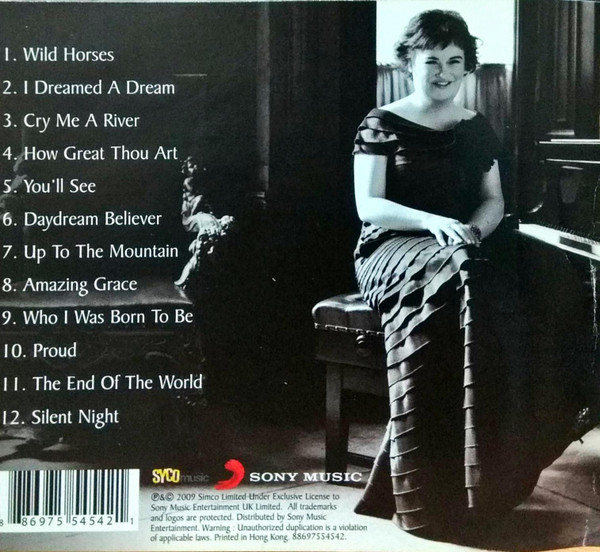 1. Wild Horses
2. I Dreamed A Dream
3. Cry Me A River
4. How Great Thou Art
5. You'll See
6. Daydream Believer
7. Up To The Mountain
8. Amazing Grace
9. Who I Was Born To Be
10. Proud
11. The End Of The World
12. Silent Night
SYCOmusic SONY MUSIC
℗&© 2009 Simco Limited Under Exclusive License to
Sony Music Entertainment UK Limited. All trademarks
and logos are protected. Distributed by Sony Music
Entertainment. Warning : Unauthorized duplication is a violation
of applicable laws. Printed in Hong Kong. 88697554542.
8 86975 54542 1